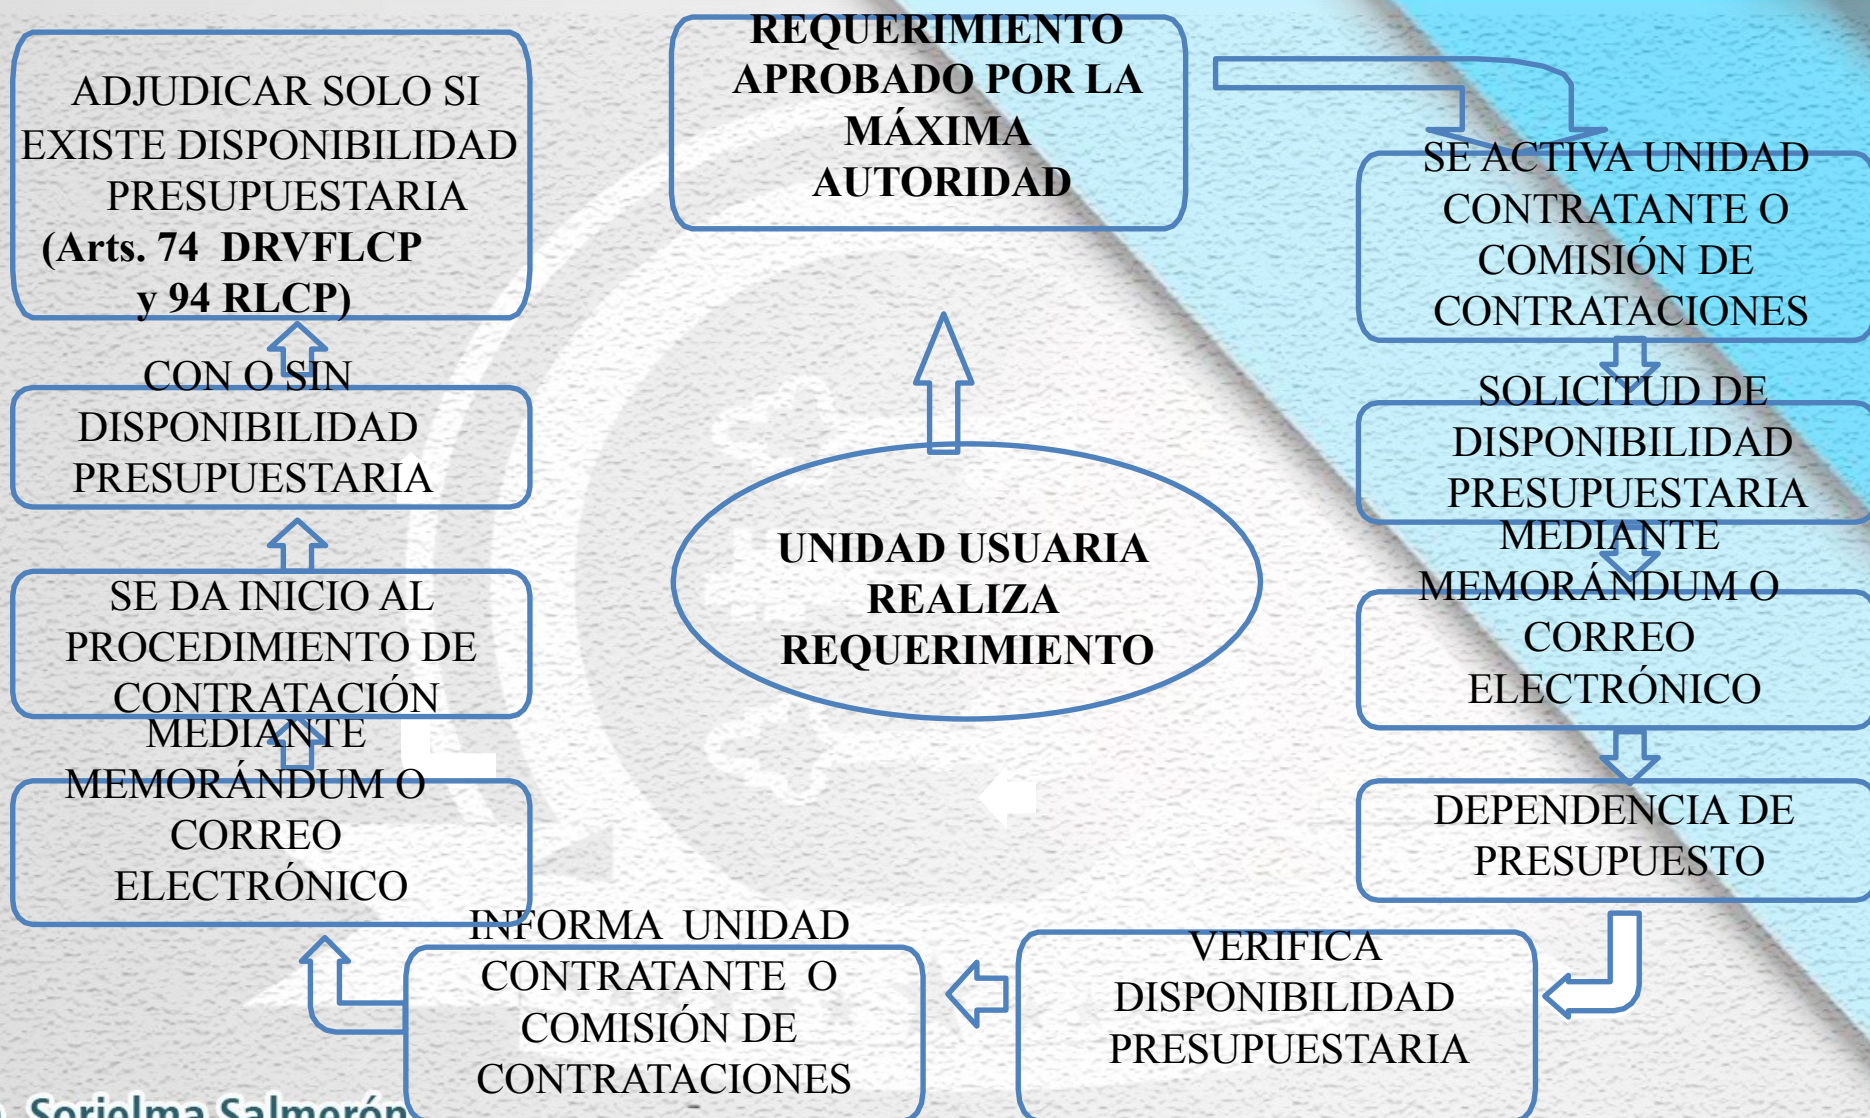 REQUERIMIENTO
APROBADO POR LA
MÁXIMA
AUTORIDAD
ADJUDICAR SOLO SI
EXISTE DISPONIBILIDAD
PRESUPUESTARIA
(Arts. 74 DRVFLCP
y 94 RLCP)
SE ACTIVA UNIDAD
CONTRATANTE O
COMISIÓN DE
CONTRATACIONES
CON O SIN
DISPONIBILIDAD
PRESUPUESTARIA
SOLICITUD DE
DISPONIBILIDAD
PRESUPUESTARIA
UNIDAD USUARIA
REALIZA
REQUERIMIENTO
MEDIANTE
MEMORÁNDUM O
CORREO
ELECTRÓNICO
SE DA INICIO AL
PROCEDIMIENTO DE
CONTRATACIÓN
MEDIANTE
MEMORÁNDUM O
CORREO
ELECTRÓNICO
DEPENDENCIA DE
PRESUPUESTO
INFORMA UNIDAD
CONTRATANTE O
COMISIÓN DE
CONTRATACIONES
VERIFICA
DISPONIBILIDAD
PRESUPUESTARIA
Sorielma Salmerón